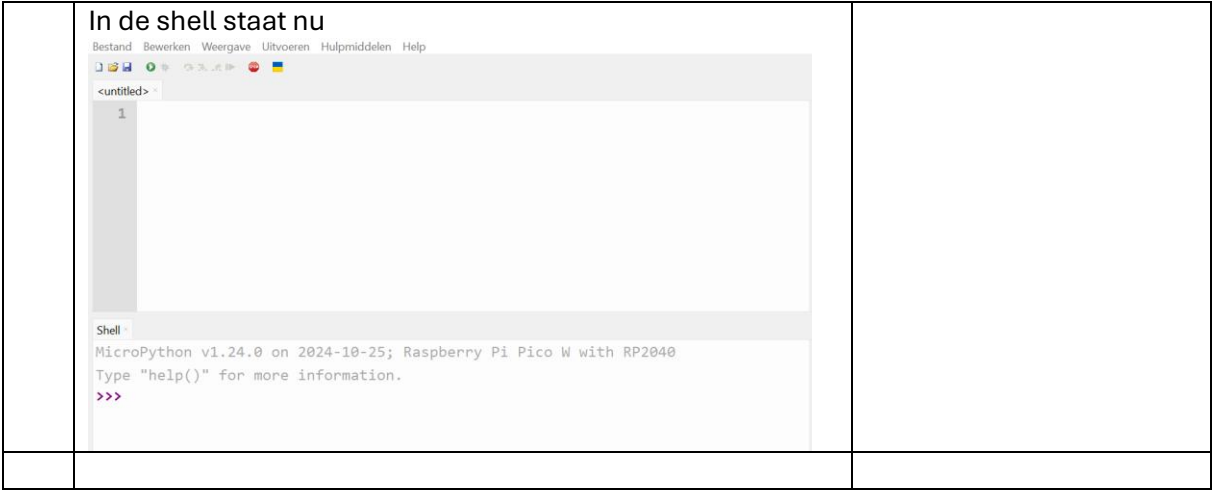 In de shell staat nu
Bestand Bewerken Weergave Uitvoeren Hulpmiddelen Help
<untitled>
1
Shell
MicroPython v1.24.0 on 2024-10-25; Raspberry Pi Pico W with RP2040
Type "help()" for more information.
>>>